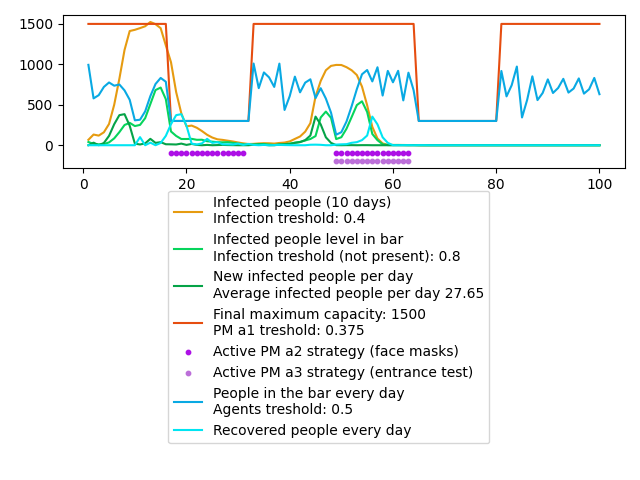 1500
1000
500
0
0 20 40 60 80 100
Infected people (10 days)
Infection treshold: 0.4
Infected people level in bar
Infection treshold (not present): 0.8
New infected people per day
Average infected people per day 27.65
Final maximum capacity: 1500
PM a1 treshold: 0.375
Active PM a2 strategy (face masks)
Active PM a3 strategy (entrance test)
People in the bar every day
Agents treshold: 0.5
Recovered people every day